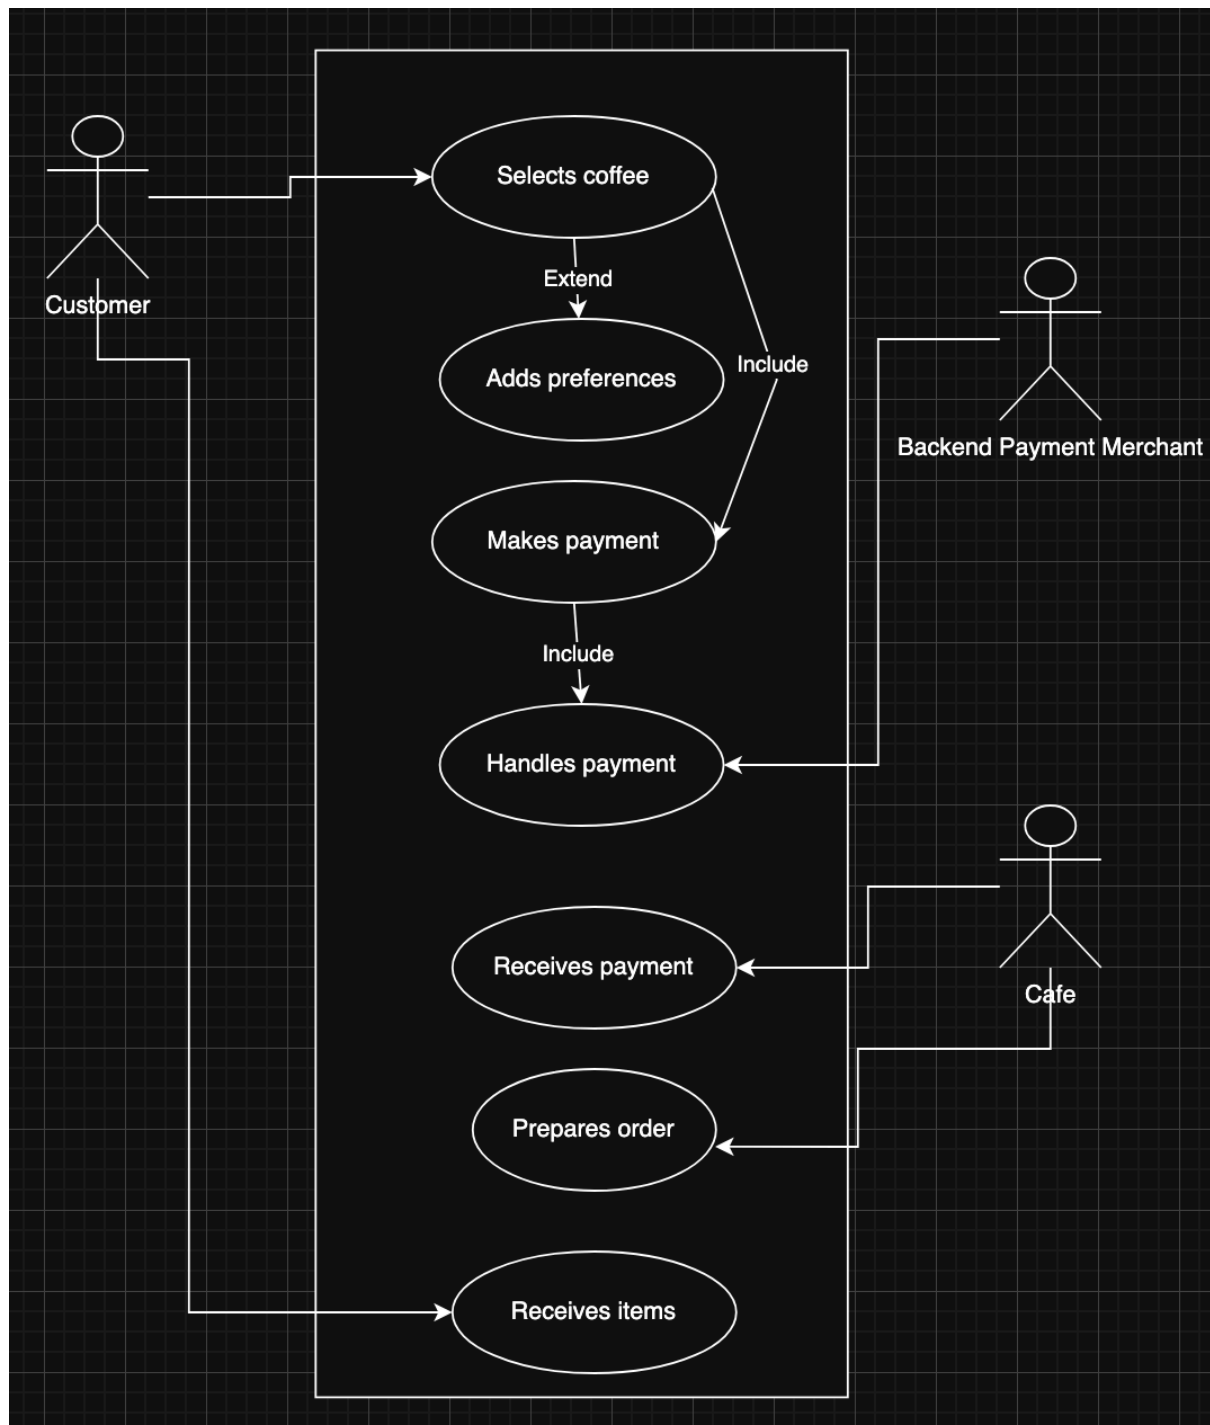 Selects coffee
Extend
Customer
Include
Adds preferences
Backend Payment Merchant
Makes payment
Include
Handles payment
Receives payment
Cafe
Prepares order
Receives items